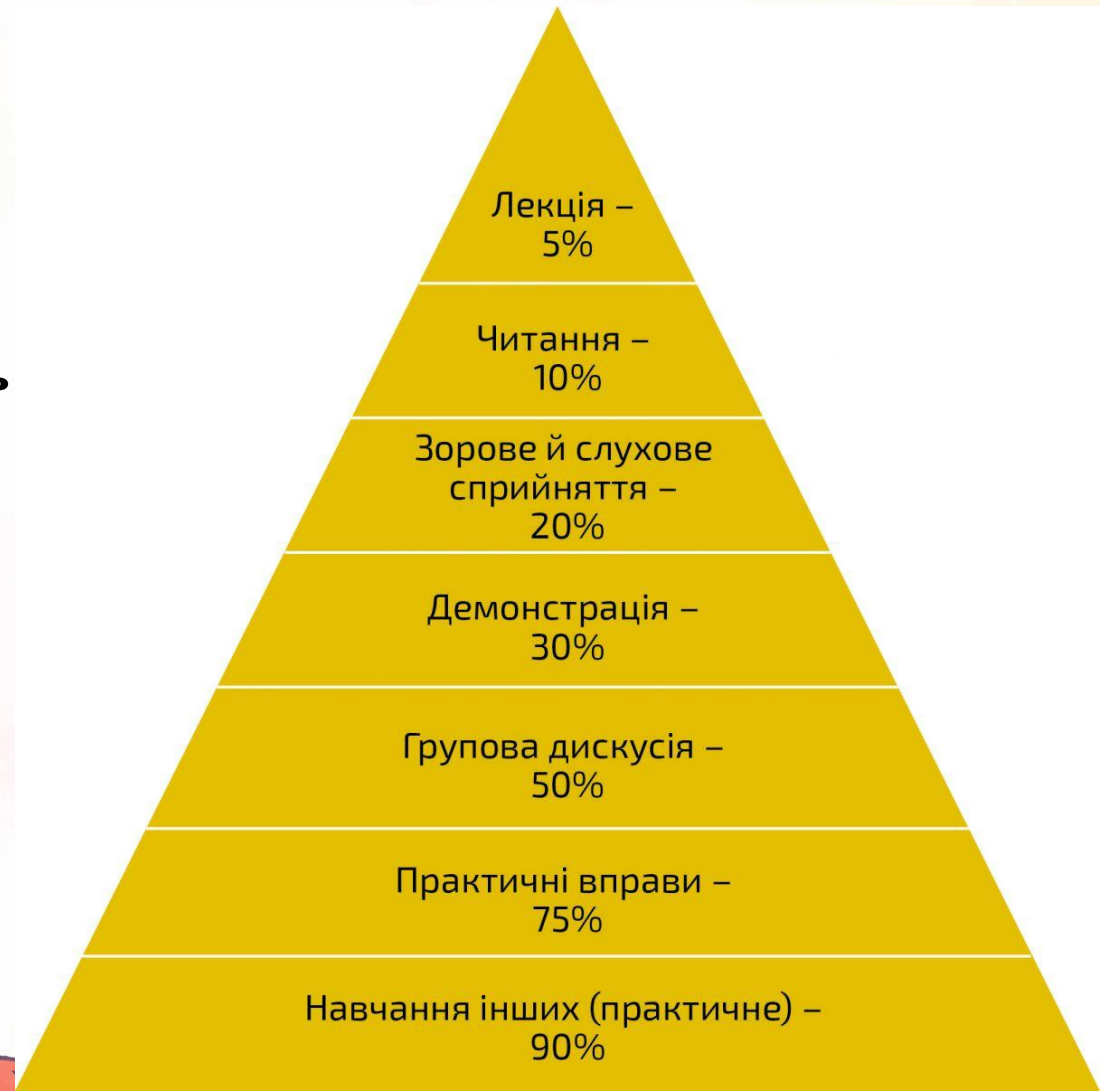 Лекція –
5%
Читання –
10%
Зорове й слухове
сприйняття –
20%
Демонстрація –
30%
Групова дискусія –
50%
Практичні вправи –
75%
Навчання інших (практичне) –
90%